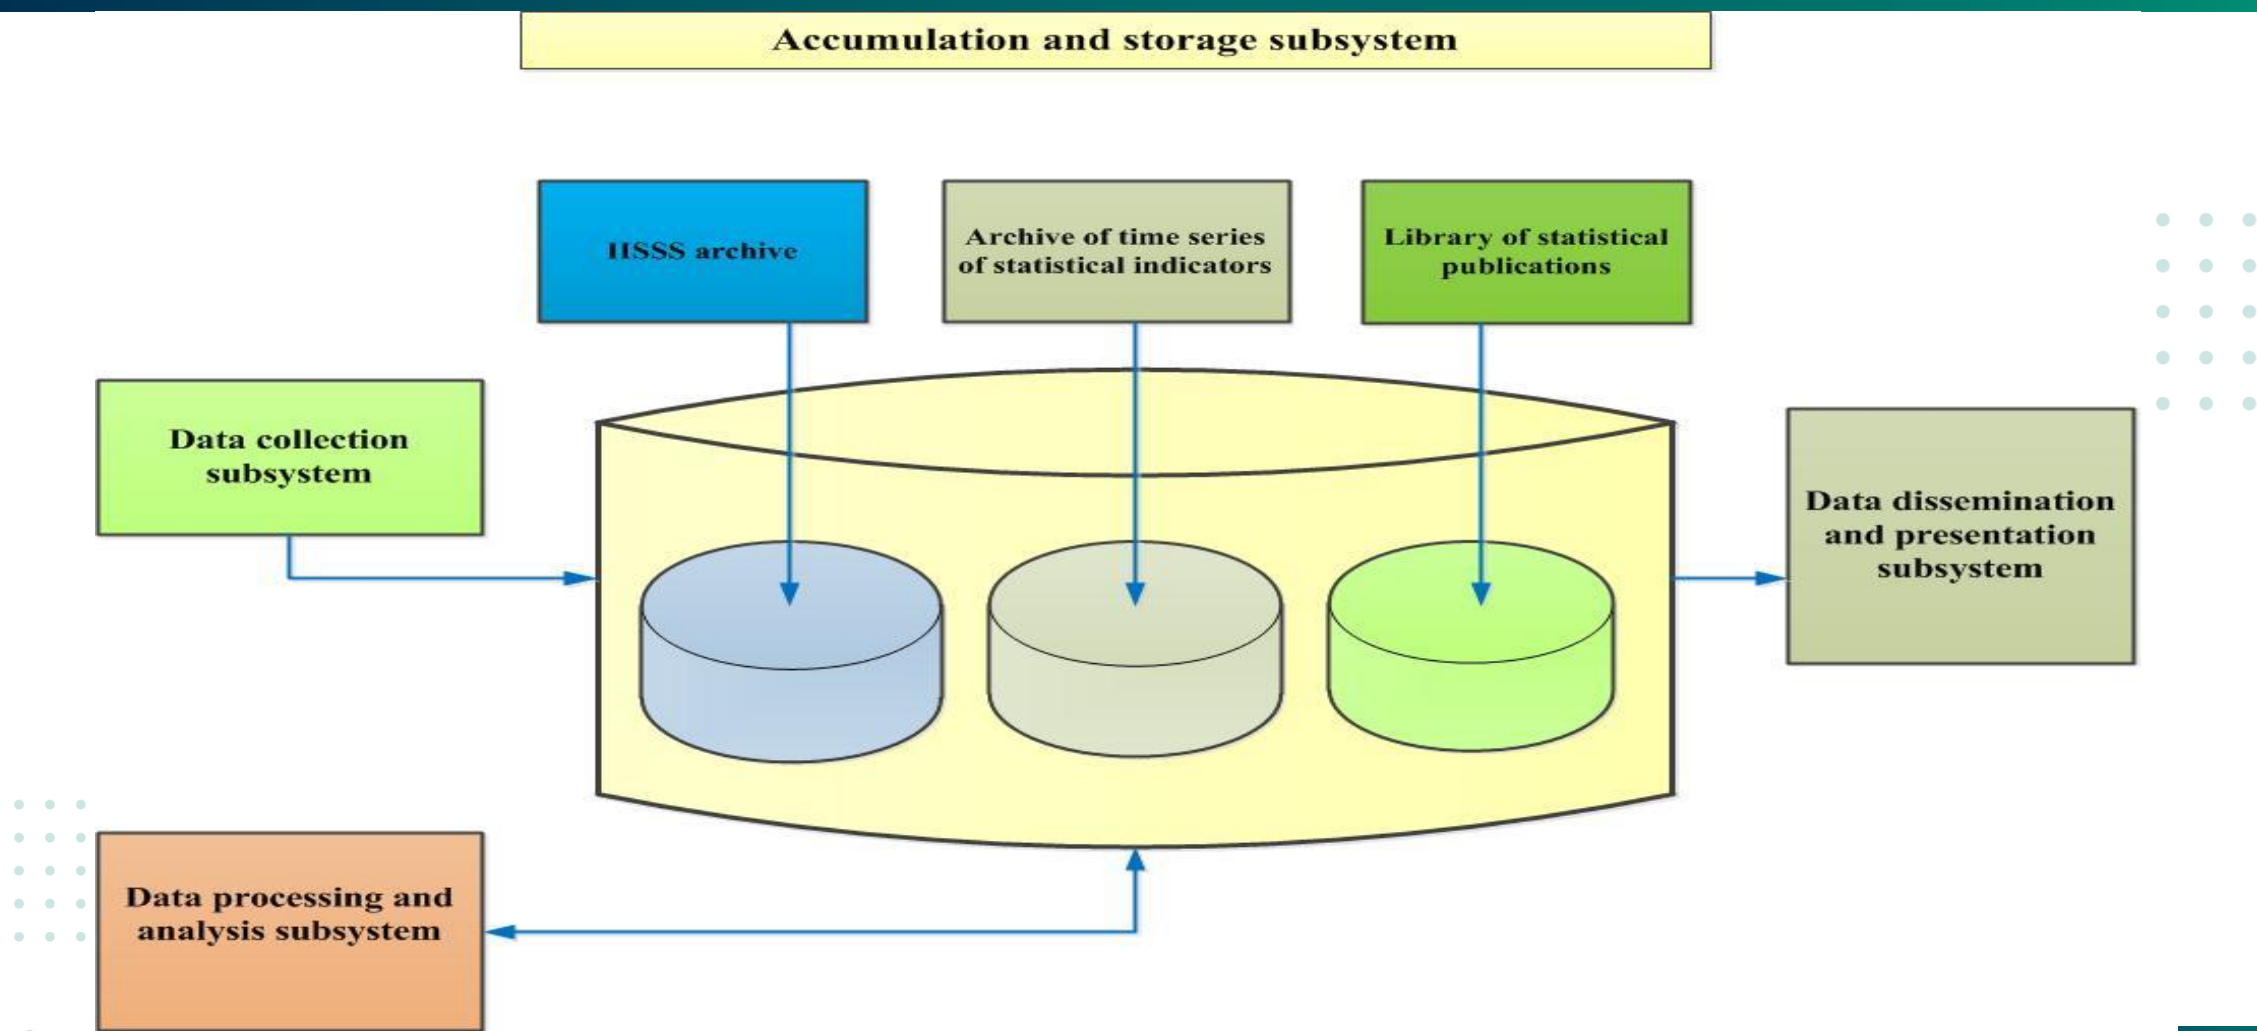 Accumulation and storage subsystem
IISSS archive
Archive of time series
of statistical indicators
Library of statistical
publications
Data collection
subsystem
Data dissemination
and presentation
subsystem
Data processing and
analysis subsystem